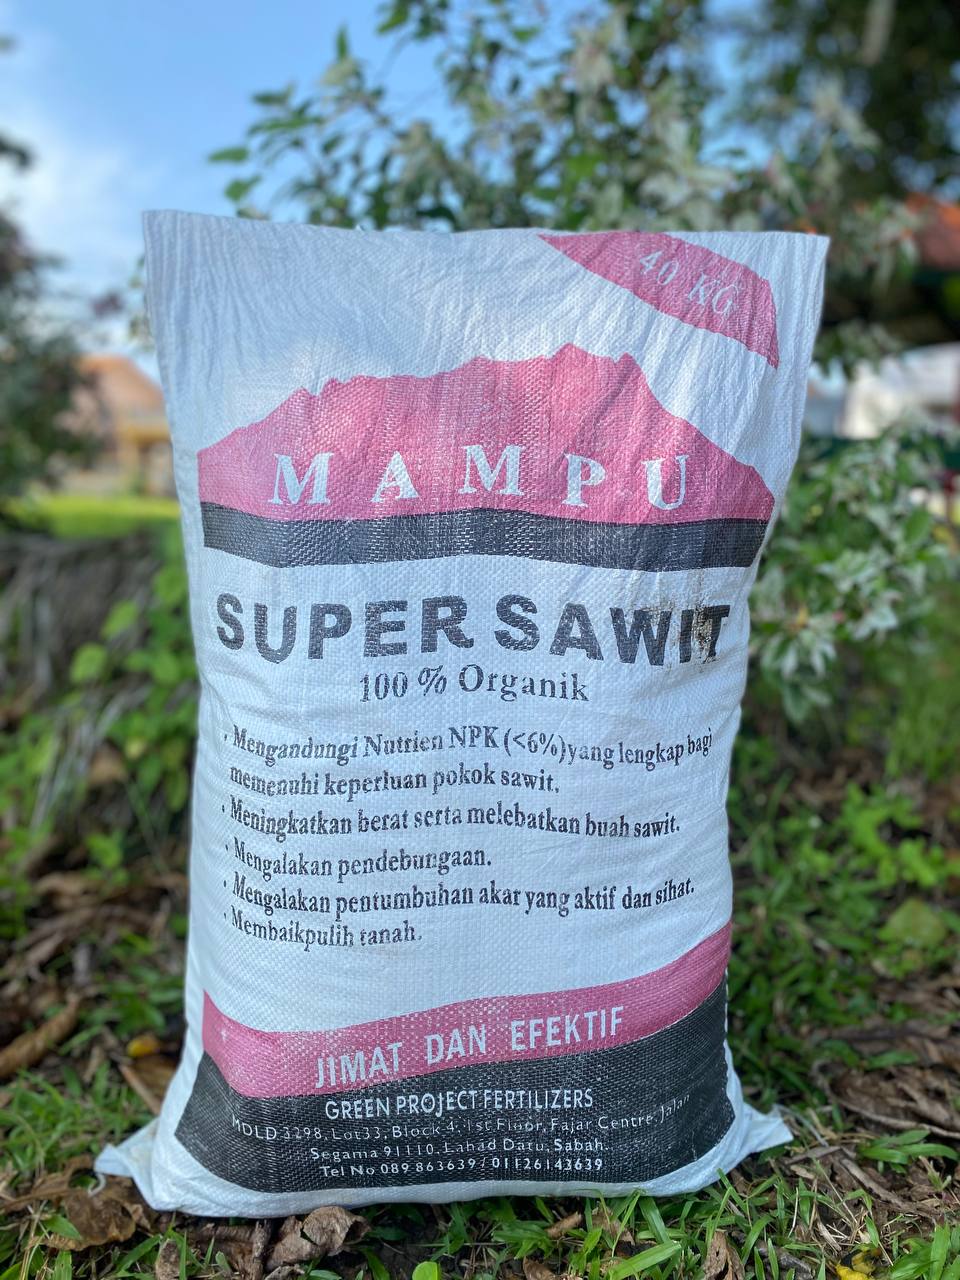 40 KG
MAMPU
SUPER SAWIT
100 % Organik
. Mengandungi Nutrien NPK (<6%)yang lengkap bagi
memenuhi keperluan pokok sawit.
. Meningkatkan berat serta melebatkan buah sawit.
. Mengalakan pendebungaan.
. Mengalakan pentumbuhan akar yang aktif dan sihat.
. Membaikpulih tanah.
JIMAT DAN EFEKTIF
GREEN PROJECT FERTILIZERS
MDLD 3298, Lot33, Block 4, 1st Floor, Fajar Centre, Jalan
Segama 91110, Lahad Datu, Sabah.
Tel No 089 863639 / 01126143639